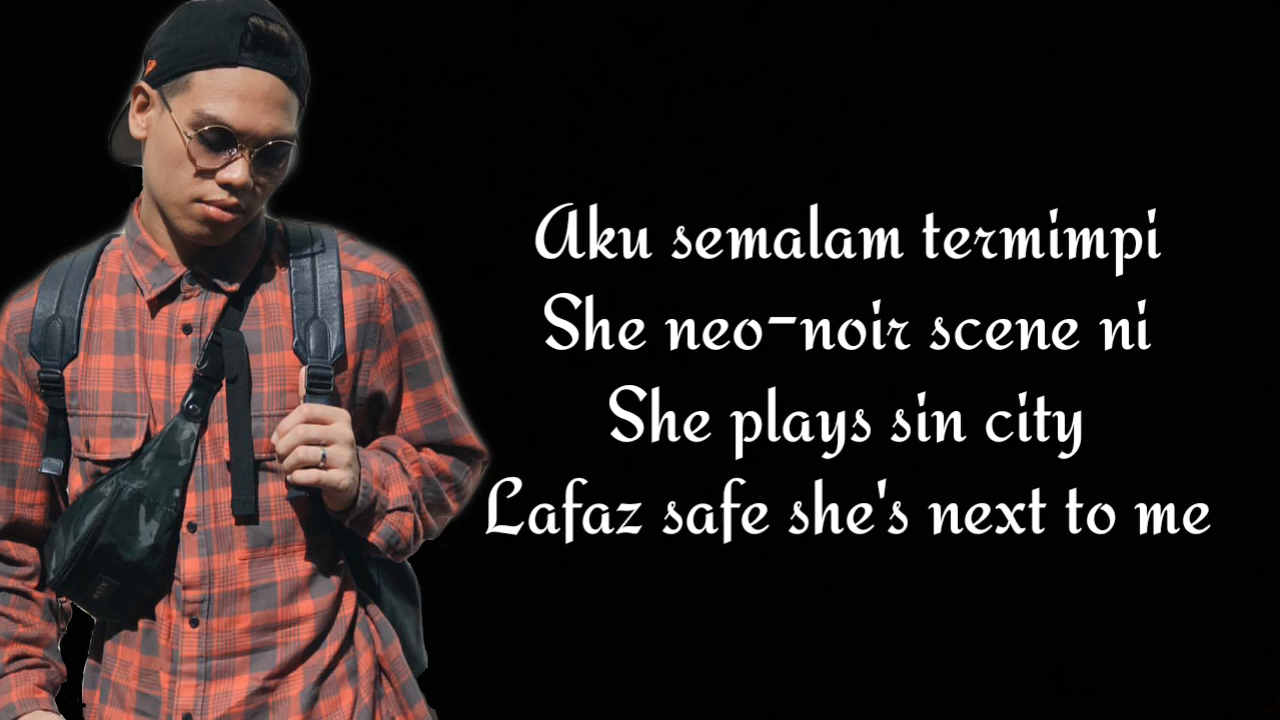 Aku semalam termimpi
She neo-noir scene ni
She plays sin city
Lafaz safe she's next to me